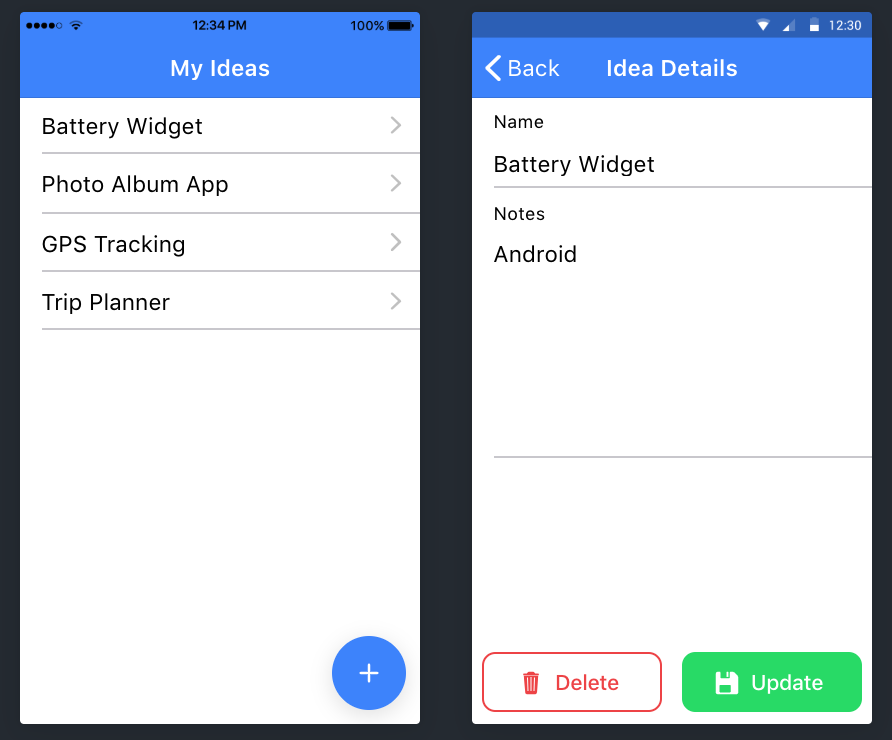 12:34 PM 100%
My Ideas
Battery Widget
Photo Album App
GPS Tracking
Trip Planner
+
12:30
Back Idea Details
Name
Battery Widget
Notes
Android
Delete Update